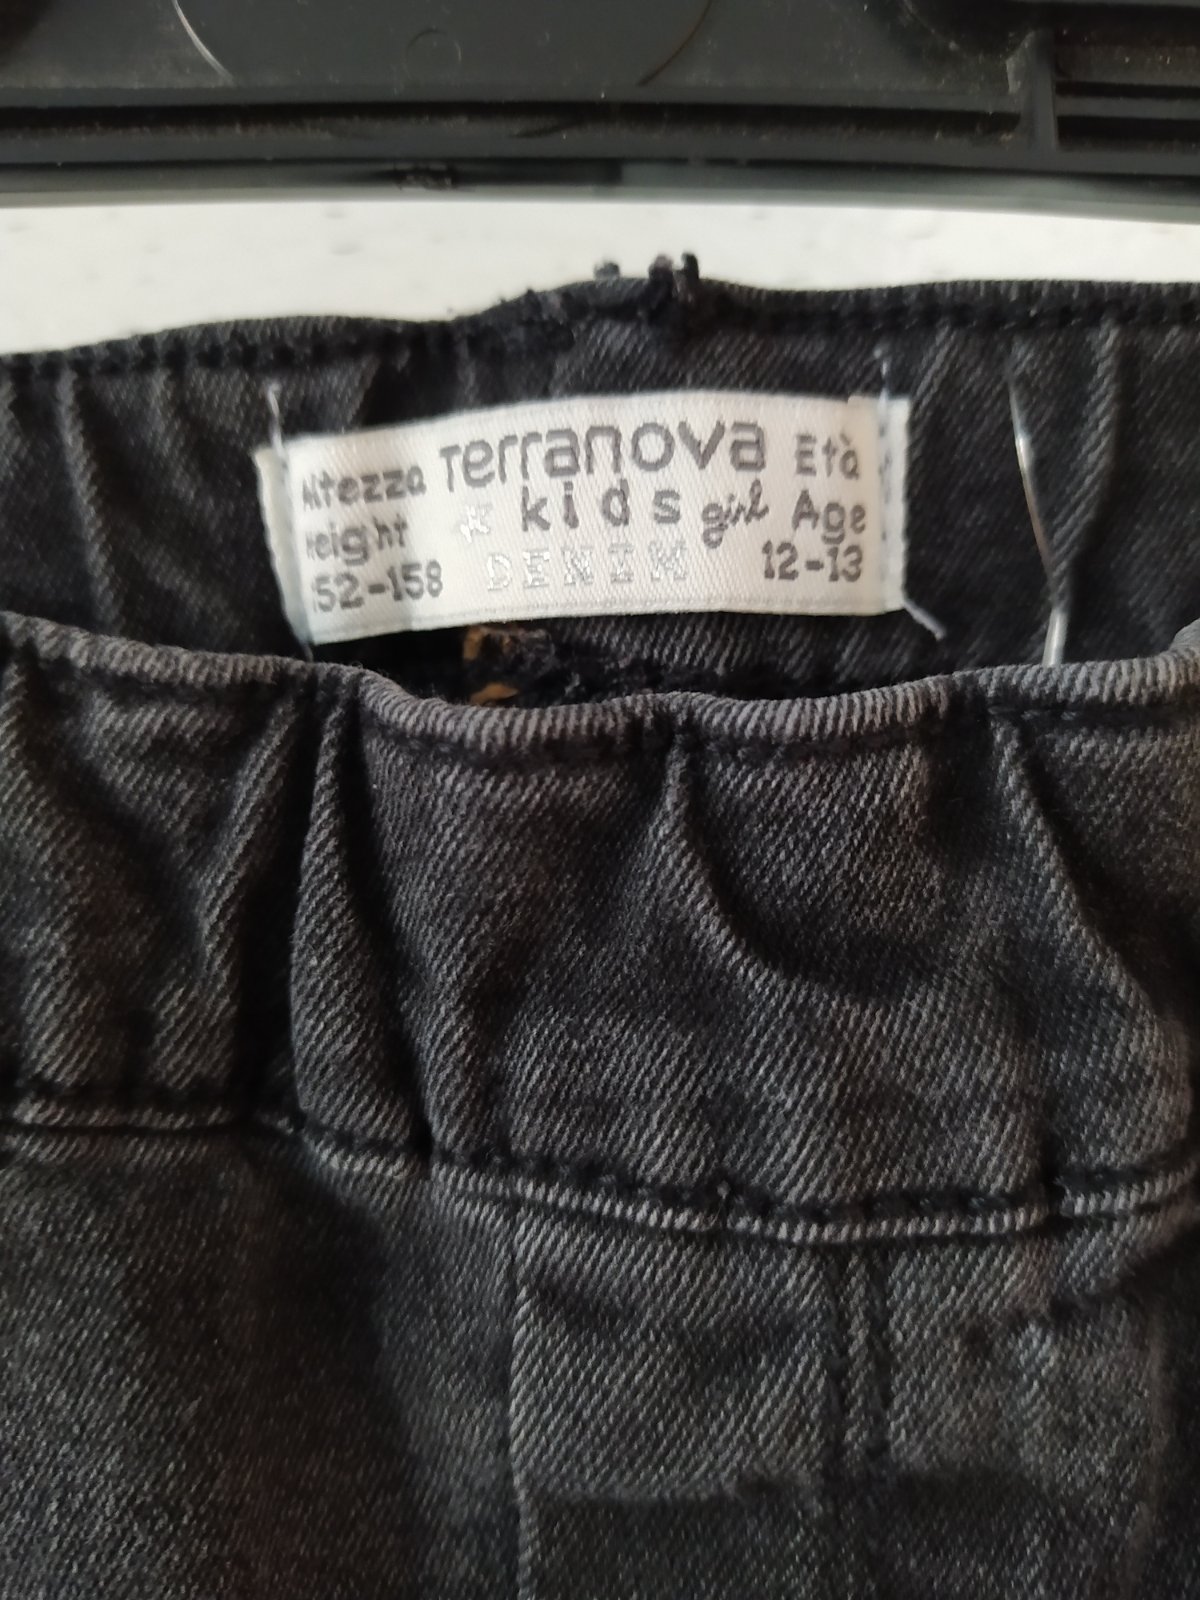 Altezza Terranova Età
Height kids girl Age
152-158 DENIM 12-13